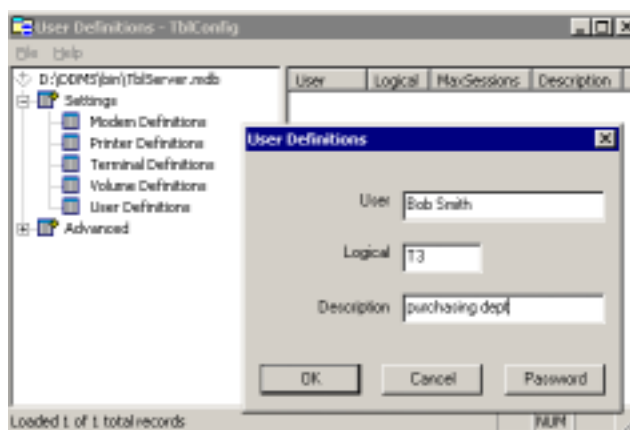 User Definitions - TblConfig
File Help
D:\DDMS\bin\TblServer.mdb
Settings
Modem Definitions
Printer Definitions
Terminal Definitions
Volume Definitions
User Definitions
Advanced
User Logical MaxSessions Description
User Definitions
User Bob Smith
Logical T3
Description purchasing dept
OK Cancel Password
Loaded 1 of 1 total records NUM